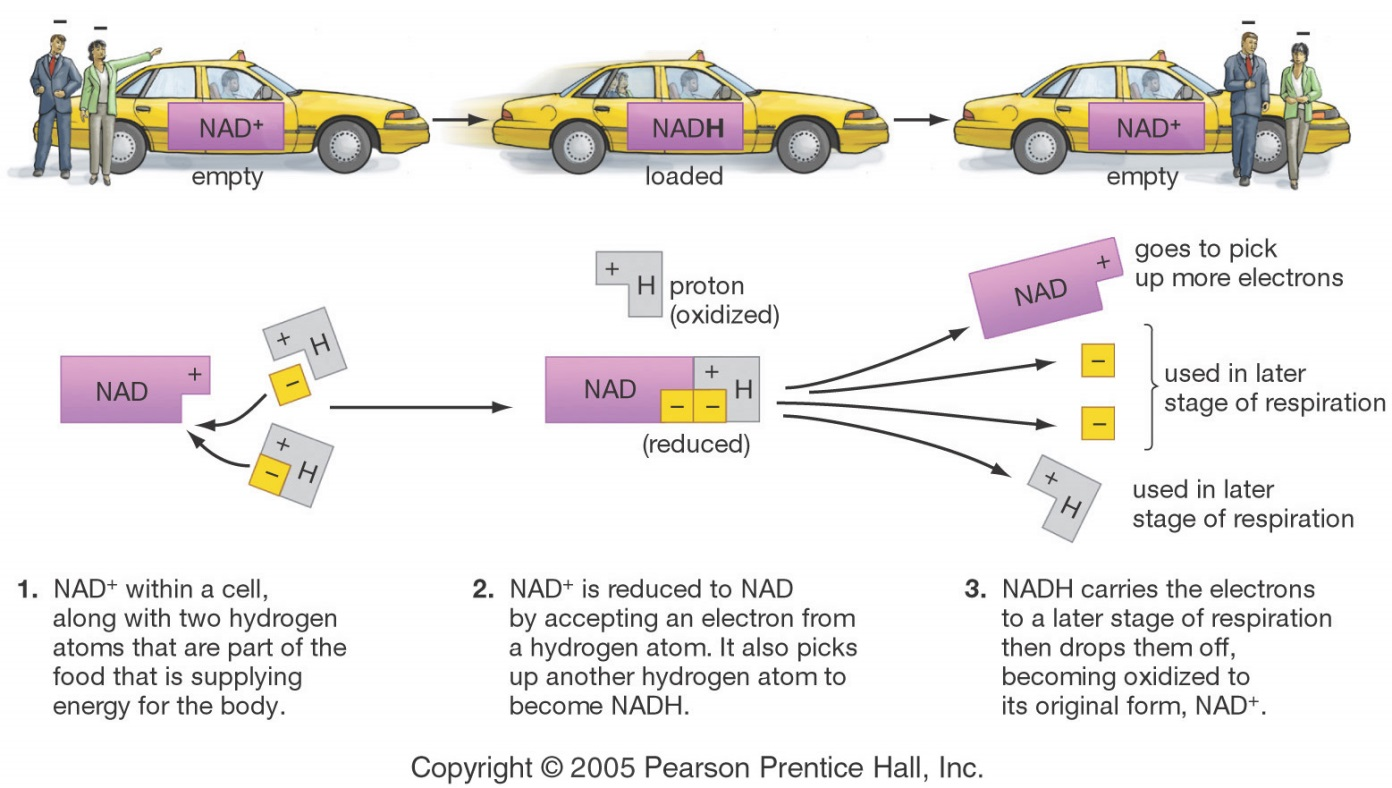 − −
NAD+
empty
NADH
loaded
− −
NAD+
empty
NAD +
+ H
−
+ − H
+ H proton
(oxidized)
NAD + H
− −
(reduced)
NAD +
goes to pick
up more electrons
−
−
used in later
stage of respiration
+ H
used in later
stage of respiration
1. NAD+ within a cell,
along with two hydrogen
atoms that are part of the
food that is supplying
energy for the body.
2. NAD+ is reduced to NAD
by accepting an electron from
a hydrogen atom. It also picks
up another hydrogen atom to
become NADH.
3. NADH carries the electrons
to a later stage of respiration
then drops them off,
becoming oxidized to
its original form, NAD+.
Copyright © 2005 Pearson Prentice Hall, Inc.